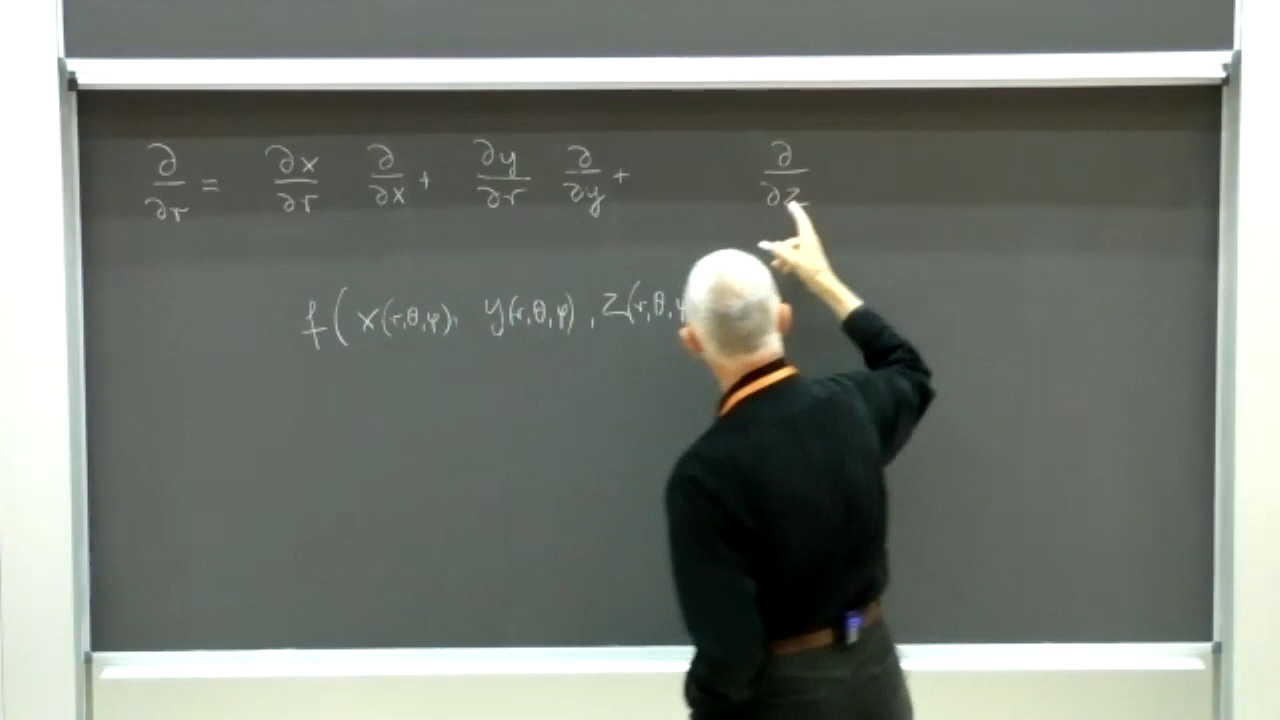 ∂/∂r = ∂x/∂r ∂/∂x + ∂y/∂r ∂/∂y + ∂/∂z
f(x(r,θ,φ), y(r,θ,φ), z(r,θ,